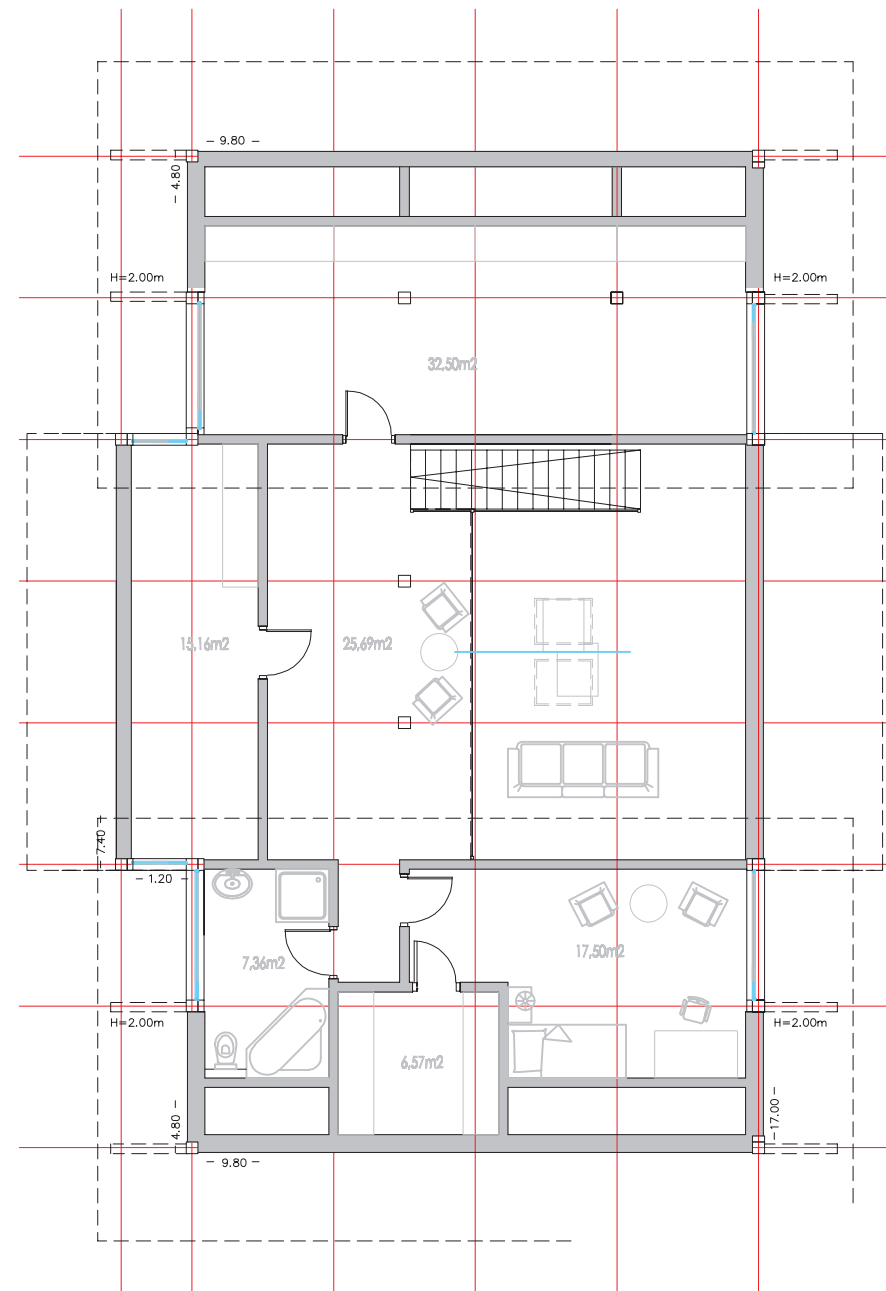 – 9.80 –
– 4.80
H=2.00m
H=2.00m
32,50m2
15,16m2
25,69m2
– 7.40 –
– 1.20 –
7,36m2
17,50m2
H=2.00m
H=2.00m
6,57m2
4.80 –
–17.00 –
– 9.80 –